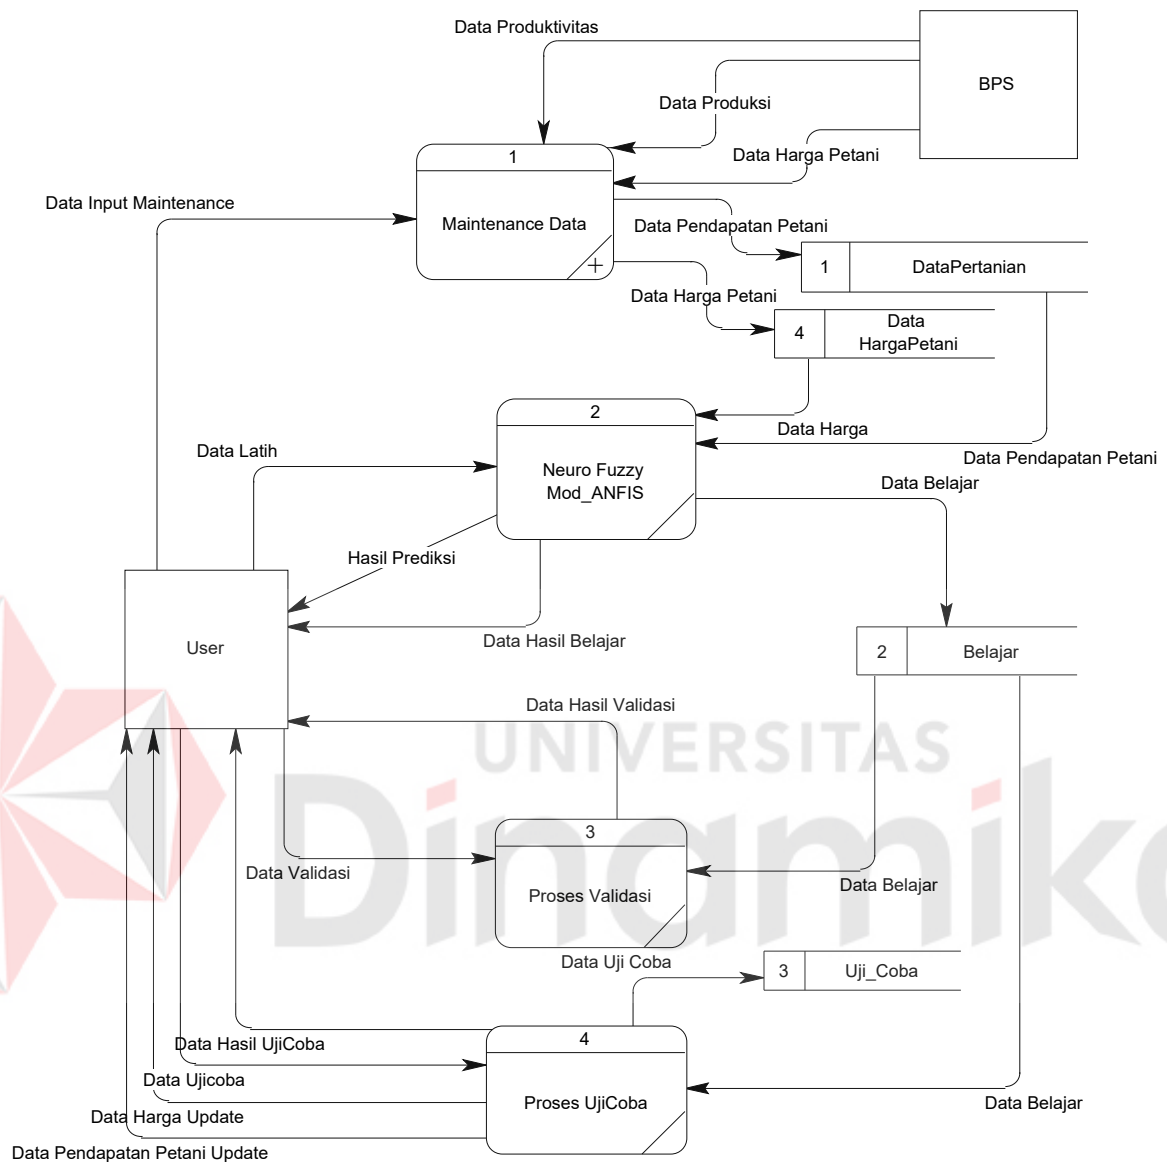 Data Produktivitas
BPS
Data Produksi
Data Harga Petani
1
Maintenance Data
+
Data Input Maintenance
Data Pendapatan Petani
1
DataPertanian
Data Harga Petani
4
Data
HargaPetani
2
Neuro Fuzzy
Mod_ANFIS
Data Harga
Data Pendapatan Petani
Data Latih
Data Belajar
Hasil Prediksi
User
Data Hasil Belajar
2
Belajar
Data Hasil Validasi
UNIVERSITAS
Dinamika
3
Proses Validasi
Data Validasi
Data Belajar
Data Uji Coba
3
Uji_Coba
4
Proses UjiCoba
Data Hasil UjiCoba
Data Ujicoba
Data Belajar
Data Harga Update
Data Pendapatan Petani Update